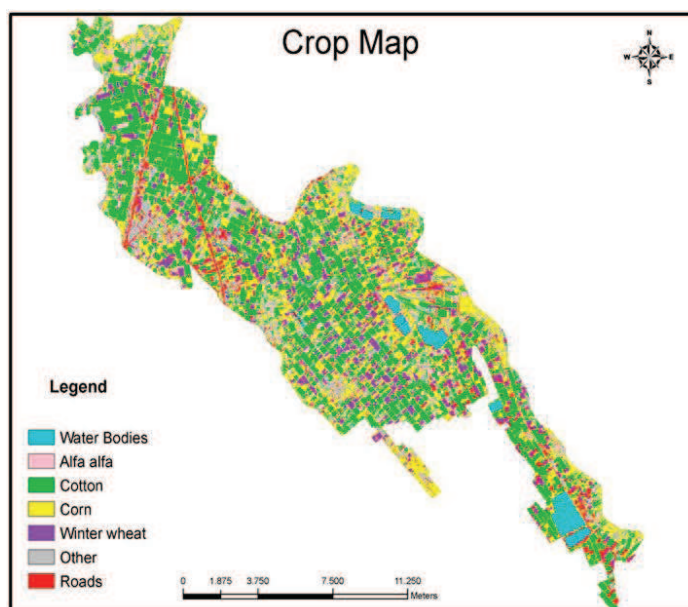 Crop Map
N
W E
S
Legend
Water Bodies
Alfa alfa
Cotton
Corn
Winter wheat
Other
Roads
0 1.875 3.750 7.500 11.250
Meters